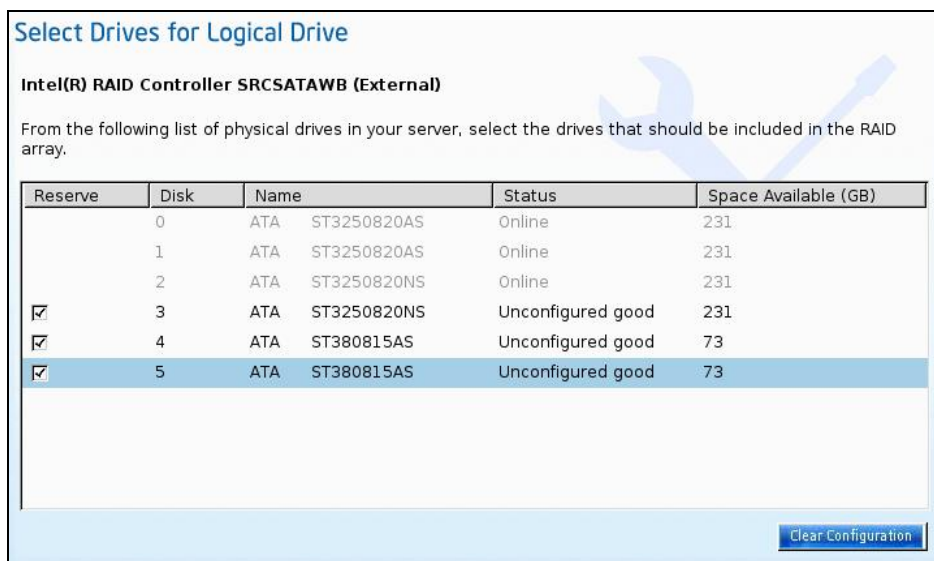 Select Drives for Logical Drive
Intel(R) RAID Controller SRCSATAWB (External)
From the following list of physical drives in your server, select the drives that should be included in the RAID
array.
Reserve Disk Name Status Space Available (GB)
0 ATA ST3250820AS Online 231
1 ATA ST3250820AS Online 231
2 ATA ST3250820NS Online 231
3 ATA ST3250820NS Unconfigured good 231
4 ATA ST380815AS Unconfigured good 73
5 ATA ST380815AS Unconfigured good 73
Clear Configuration